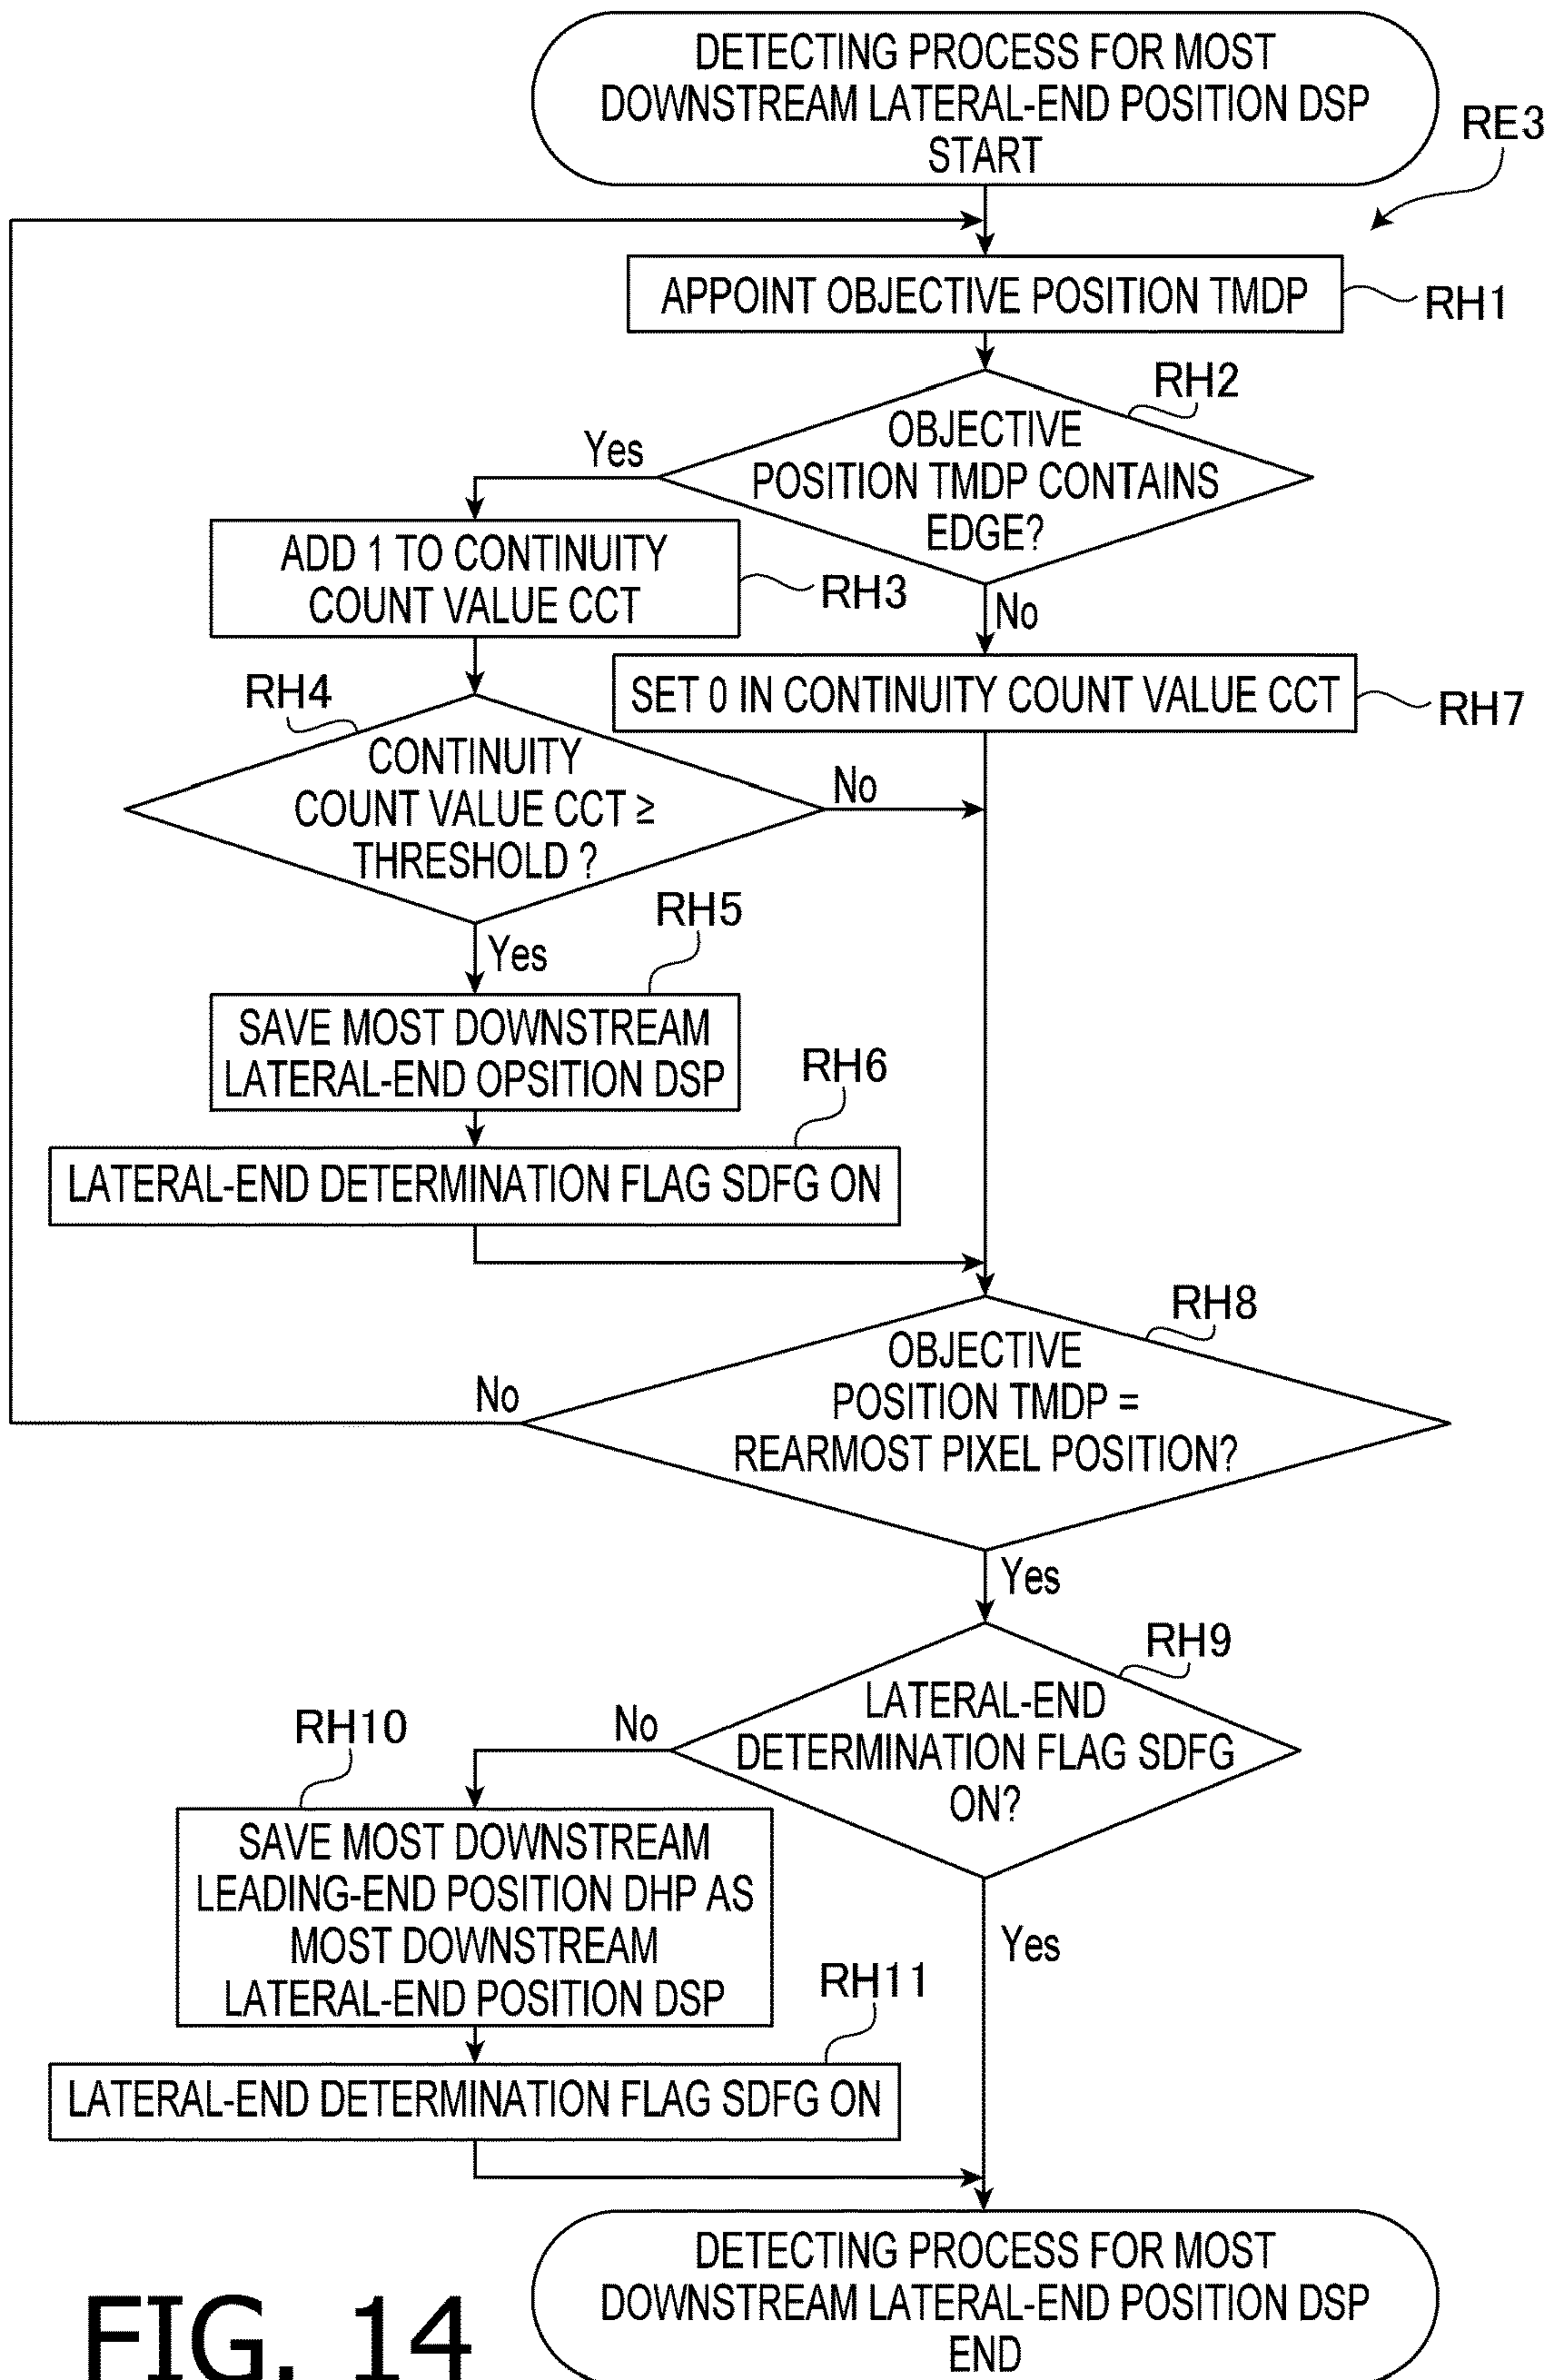 DETECTING PROCESS FOR MOST
DOWNSTREAM LATERAL-END POSITION DSP
START
RE3
APPOINT OBJECTIVE POSITION TMDP
RH1
RH2
OBJECTIVE
POSITION TMDP CONTAINS
EDGE?
Yes
No
ADD 1 TO CONTINUITY
COUNT VALUE CCT
RH3
SET 0 IN CONTINUITY COUNT VALUE CCT
RH7
RH4
CONTINUITY
COUNT VALUE CCT ≥
THRESHOLD ?
No
Yes
RH5
SAVE MOST DOWNSTREAM
LATERAL-END OPSITION DSP
RH6
LATERAL-END DETERMINATION FLAG SDFG ON
RH8
OBJECTIVE
POSITION TMDP =
REARMOST PIXEL POSITION?
No
Yes
RH9
LATERAL-END
DETERMINATION FLAG SDFG
ON?
No
Yes
RH10
SAVE MOST DOWNSTREAM
LEADING-END POSITION DHP AS
MOST DOWNSTREAM
LATERAL-END POSITION DSP
RH11
LATERAL-END DETERMINATION FLAG SDFG ON
DETECTING PROCESS FOR MOST
DOWNSTREAM LATERAL-END POSITION DSP
END
FIG. 14